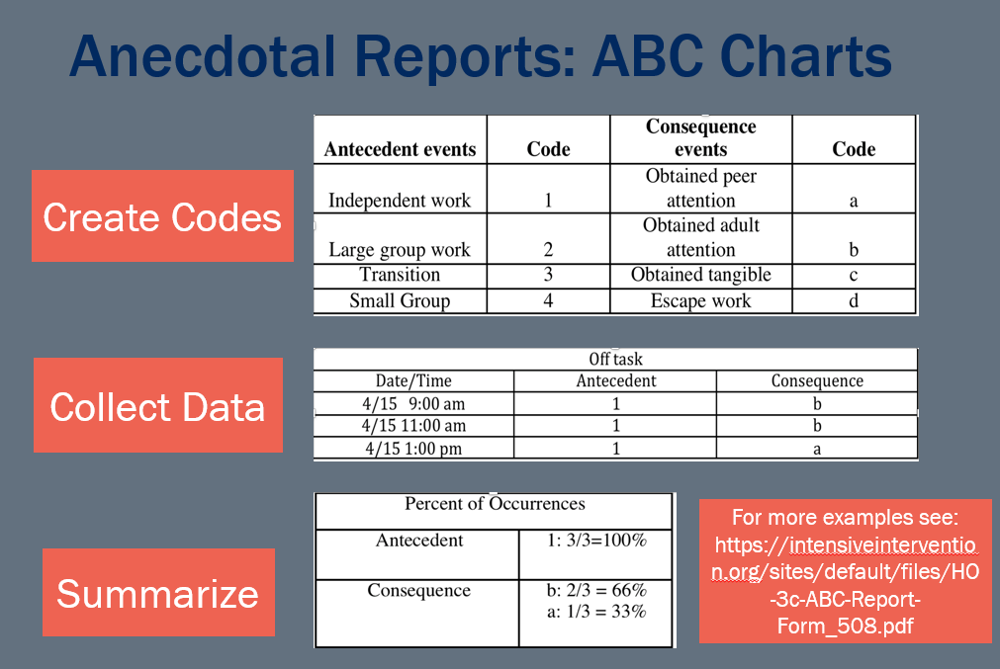 Anecdotal Reports: ABC Charts
Create Codes
Antecedent events Code Consequence events Code
Independent work 1 Obtained peer attention a
Large group work 2 Obtained adult attention b
Transition 3 Obtained tangible c
Small Group 4 Escape work d
Collect Data
Off task
Date/Time Antecedent Consequence
4/15 9:00 am 1 b
4/15 11:00 am 1 b
4/15 1:00 pm 1 a
Summarize
Percent of Occurrences
Antecedent 1: 3/3=100%
Consequence b: 2/3 = 66%
a: 1/3 = 33%
For more examples see:
https://intensiveinterventio
n.org/sites/default/files/HO
-3c-ABC-Report-
Form_508.pdf